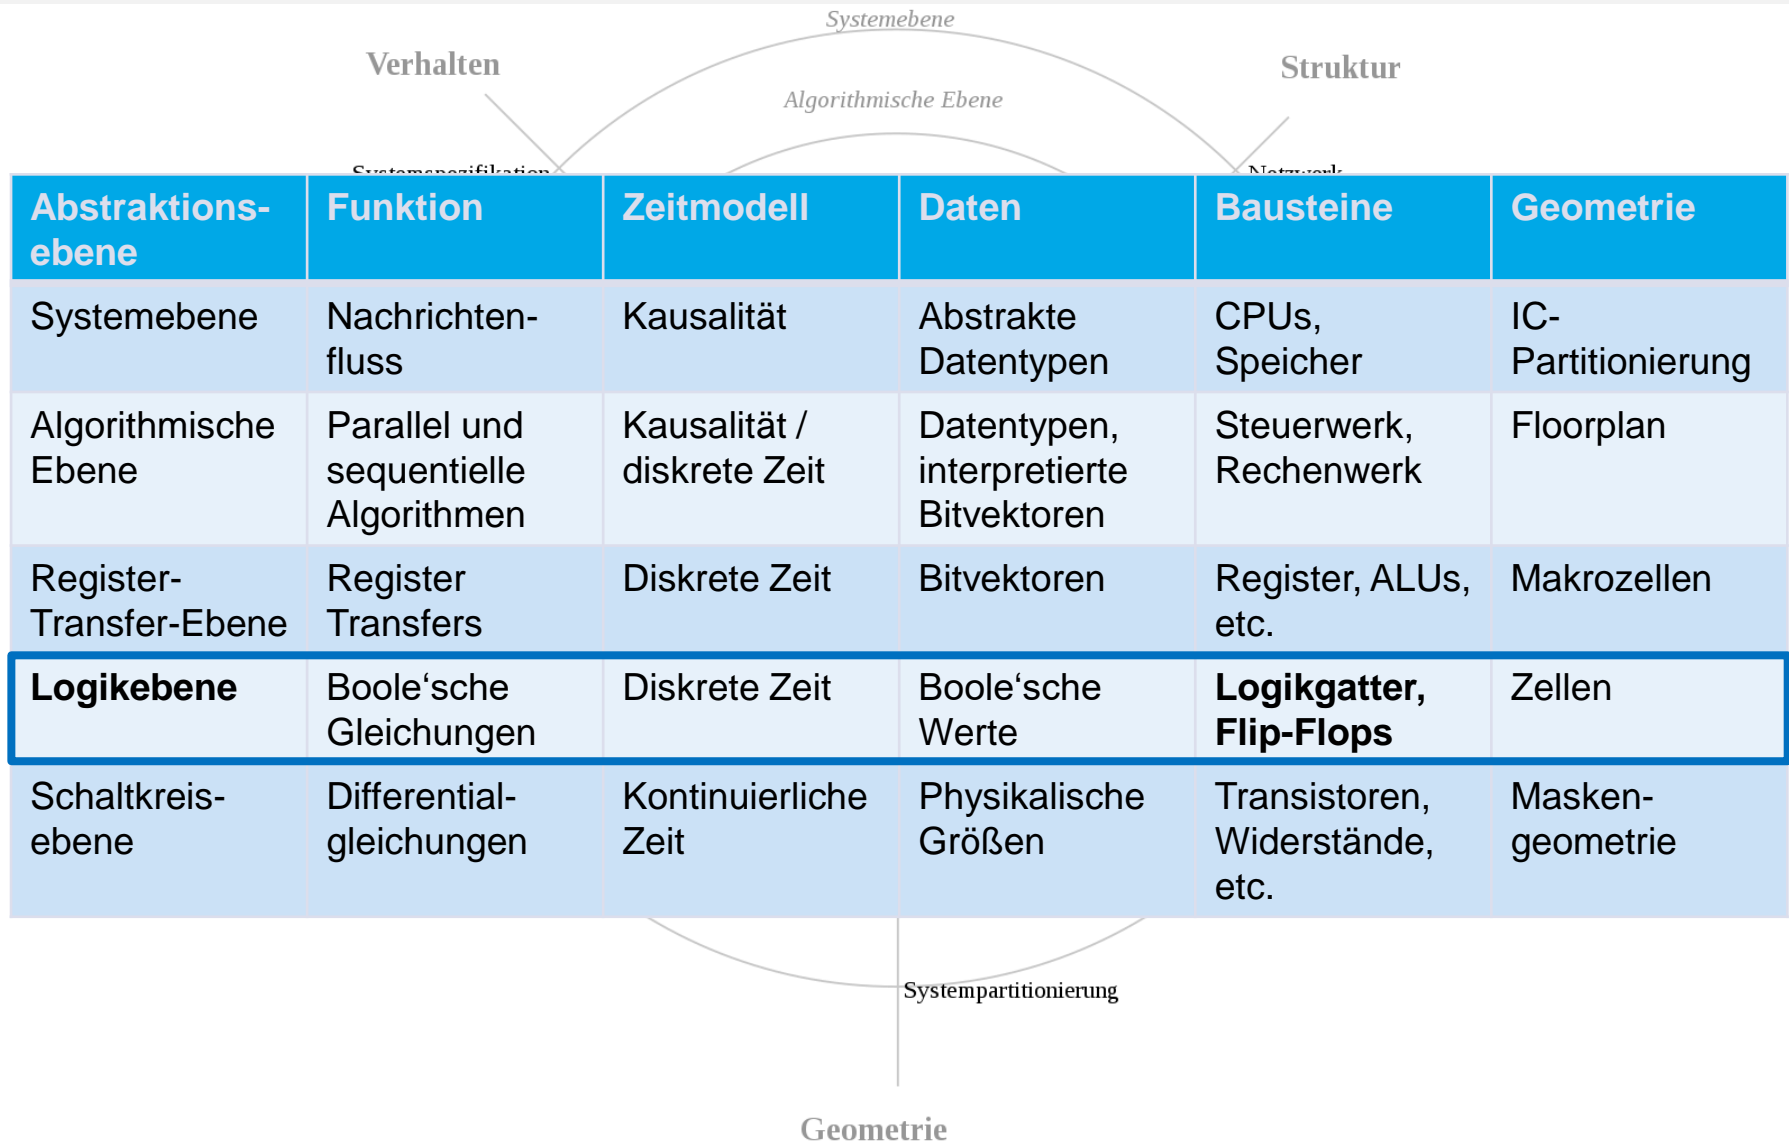 Systemebene
Verhalten
Struktur
Algorithmische Ebene
Systemspezifikation
Netzwerk
Abstraktions-
ebene
Funktion
Zeitmodell
Daten
Bausteine
Geometrie
Systemebene
Nachrichten-
fluss
Kausalität
Abstrakte
Datentypen
CPUs,
Speicher
IC-
Partitionierung
Algorithmische
Ebene
Parallel und
sequentielle
Algorithmen
Kausalität /
diskrete Zeit
Datentypen,
interpretierte
Bitvektoren
Steuerwerk,
Rechenwerk
Floorplan
Register-
Transfer-Ebene
Register
Transfers
Diskrete Zeit
Bitvektoren
Register, ALUs,
etc.
Makrozellen
Logikebene
Boole‘sche
Gleichungen
Diskrete Zeit
Boole‘sche
Werte
Logikgatter,
Flip-Flops
Zellen
Schaltkreis-
ebene
Differential-
gleichungen
Kontinuierliche
Zeit
Physikalische
Größen
Transistoren,
Widerstände,
etc.
Masken-
geometrie
Systempartitionierung
Geometrie